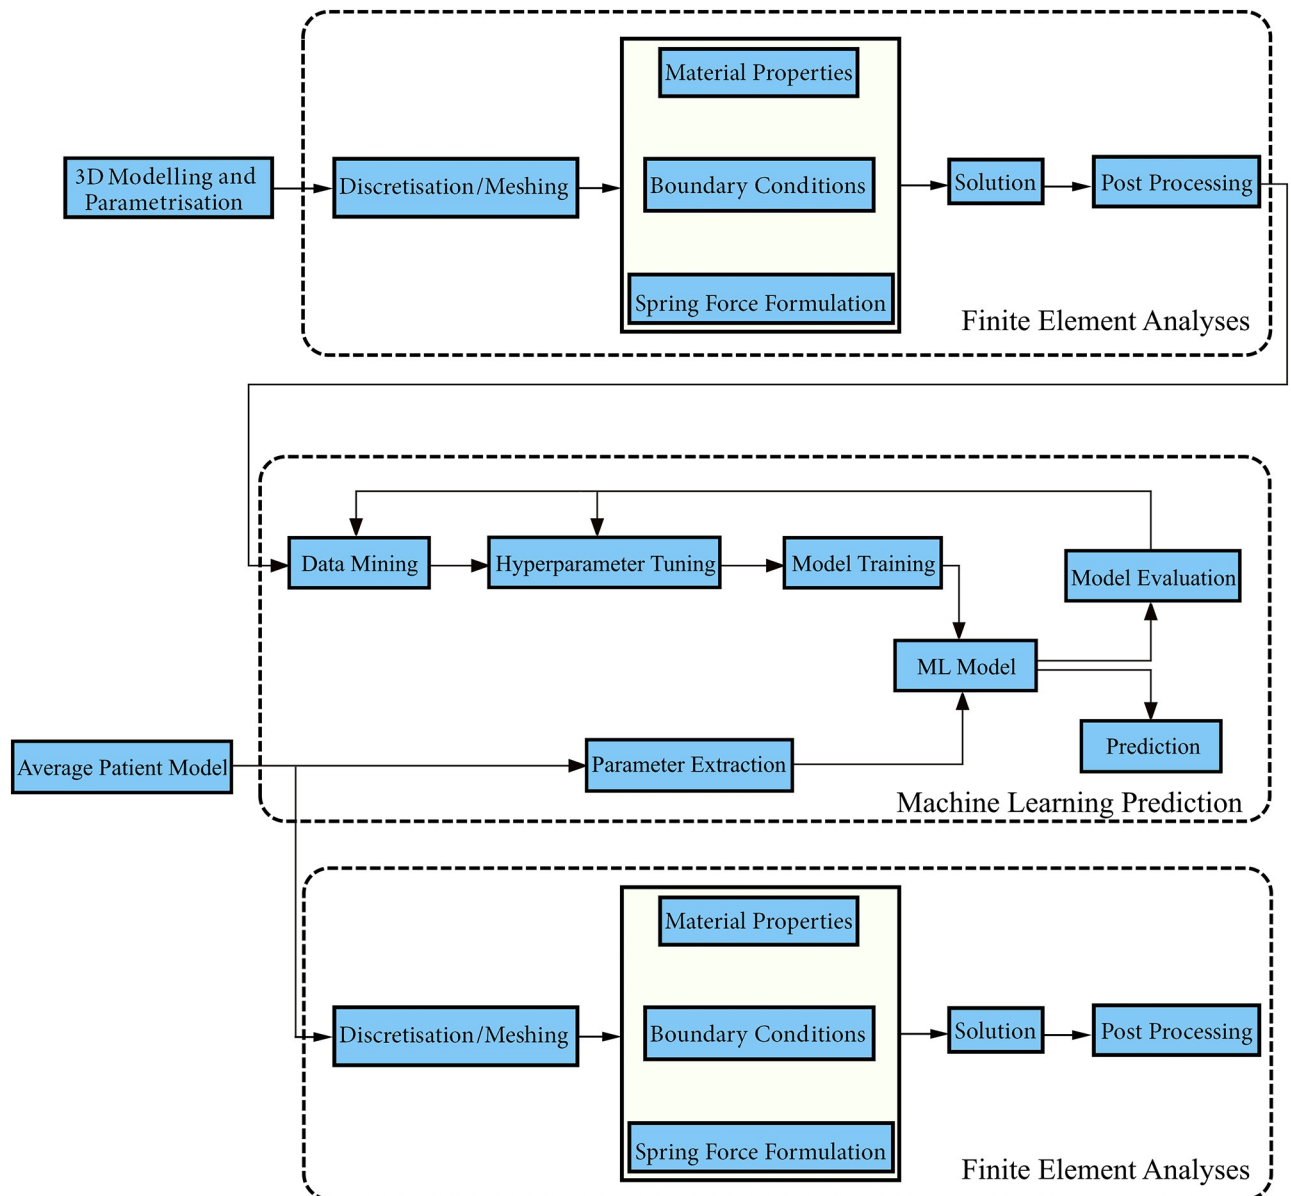 Material Properties
3D Modelling and
Parametrisation
Discretisation/Meshing
Boundary Conditions
Solution
Post Processing
Spring Force Formulation
Finite Element Analyses
Data Mining
Hyperparameter Tuning
Model Training
Model Evaluation
ML Model
Prediction
Average Patient Model
Parameter Extraction
Machine Learning Prediction
Material Properties
Discretisation/Meshing
Boundary Conditions
Solution
Post Processing
Spring Force Formulation
Finite Element Analyses